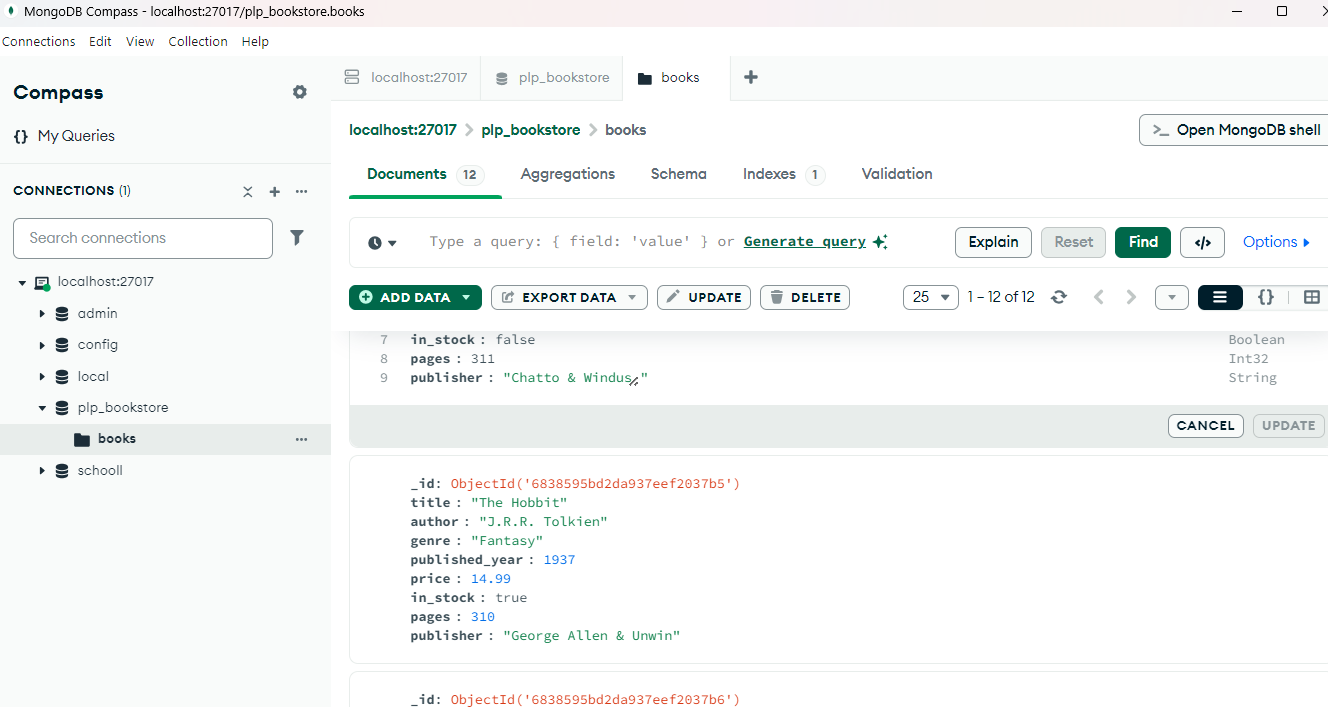 MongoDB Compass - localhost:27017/plp_bookstore.books
Connections Edit View Collection Help
Compass
{} My Queries
CONNECTIONS (1)
Search connections
localhost:27017
admin
config
local
plp_bookstore
books
schooll
localhost:27017 plp_bookstore books
localhost:27017 > plp_bookstore > books
>_ Open MongoDB shell
Documents 12 Aggregations Schema Indexes 1 Validation
Type a query: { field: 'value' } or Generate query
Explain Reset Find </> Options
ADD DATA EXPORT DATA UPDATE DELETE
25 1 – 12 of 12 {}
7 in_stock : false Boolean
8 pages : 311 Int32
9 publisher : "Chatto & Windus" String
CANCEL UPDATE
_id: ObjectId('6838595bd2da937eef2037b5')
title : "The Hobbit"
author : "J.R.R. Tolkien"
genre : "Fantasy"
published_year : 1937
price : 14.99
in_stock : true
pages : 310
publisher : "George Allen & Unwin"
_id: ObjectId('6838595bd2da937eef2037b6')